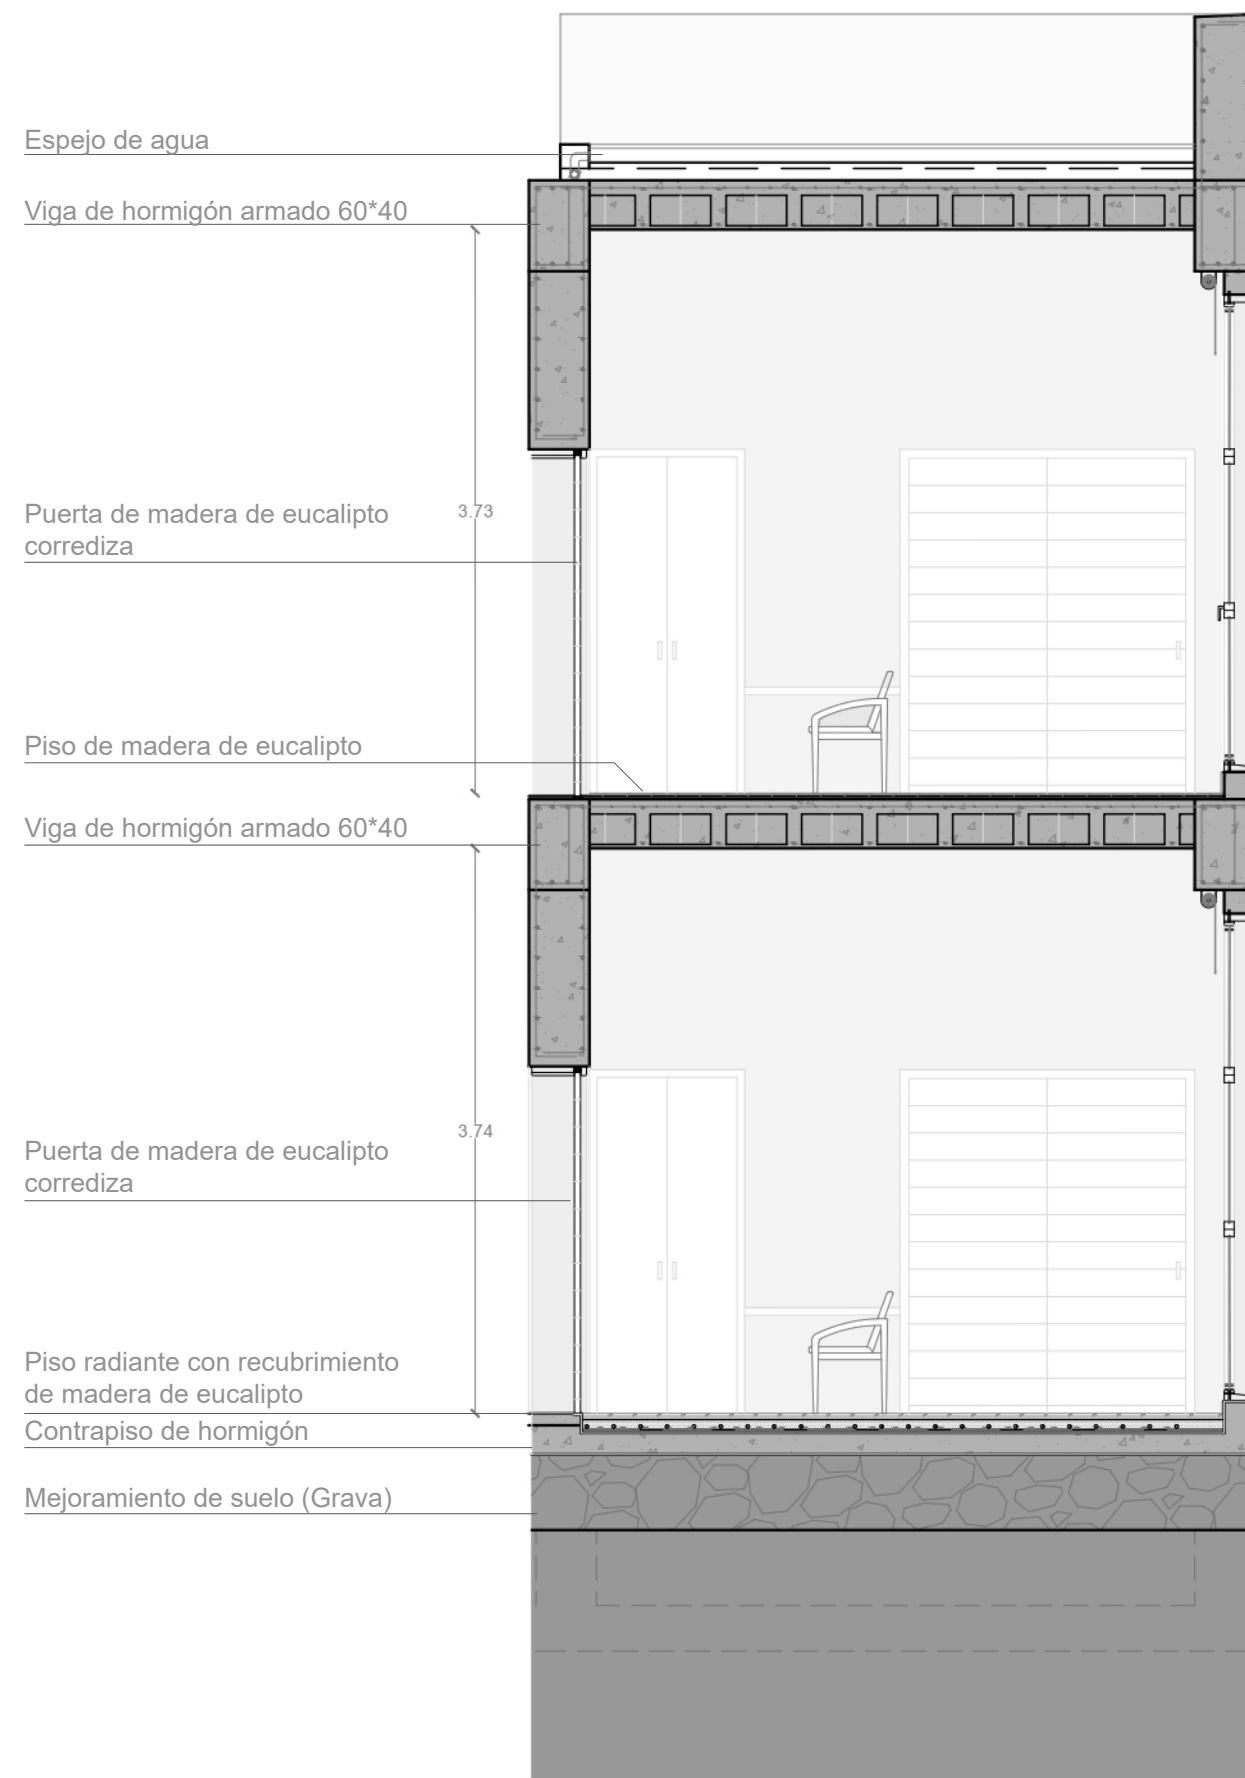 Espejo de agua
Viga de hormigón armado 60*40
Puerta de madera de eucalipto
corrediza
3.73
Piso de madera de eucalipto
Viga de hormigón armado 60*40
3.74
Puerta de madera de eucalipto
corrediza
Piso radiante con recubrimiento
de madera de eucalipto
Contrapiso de hormigón
Mejoramiento de suelo (Grava)